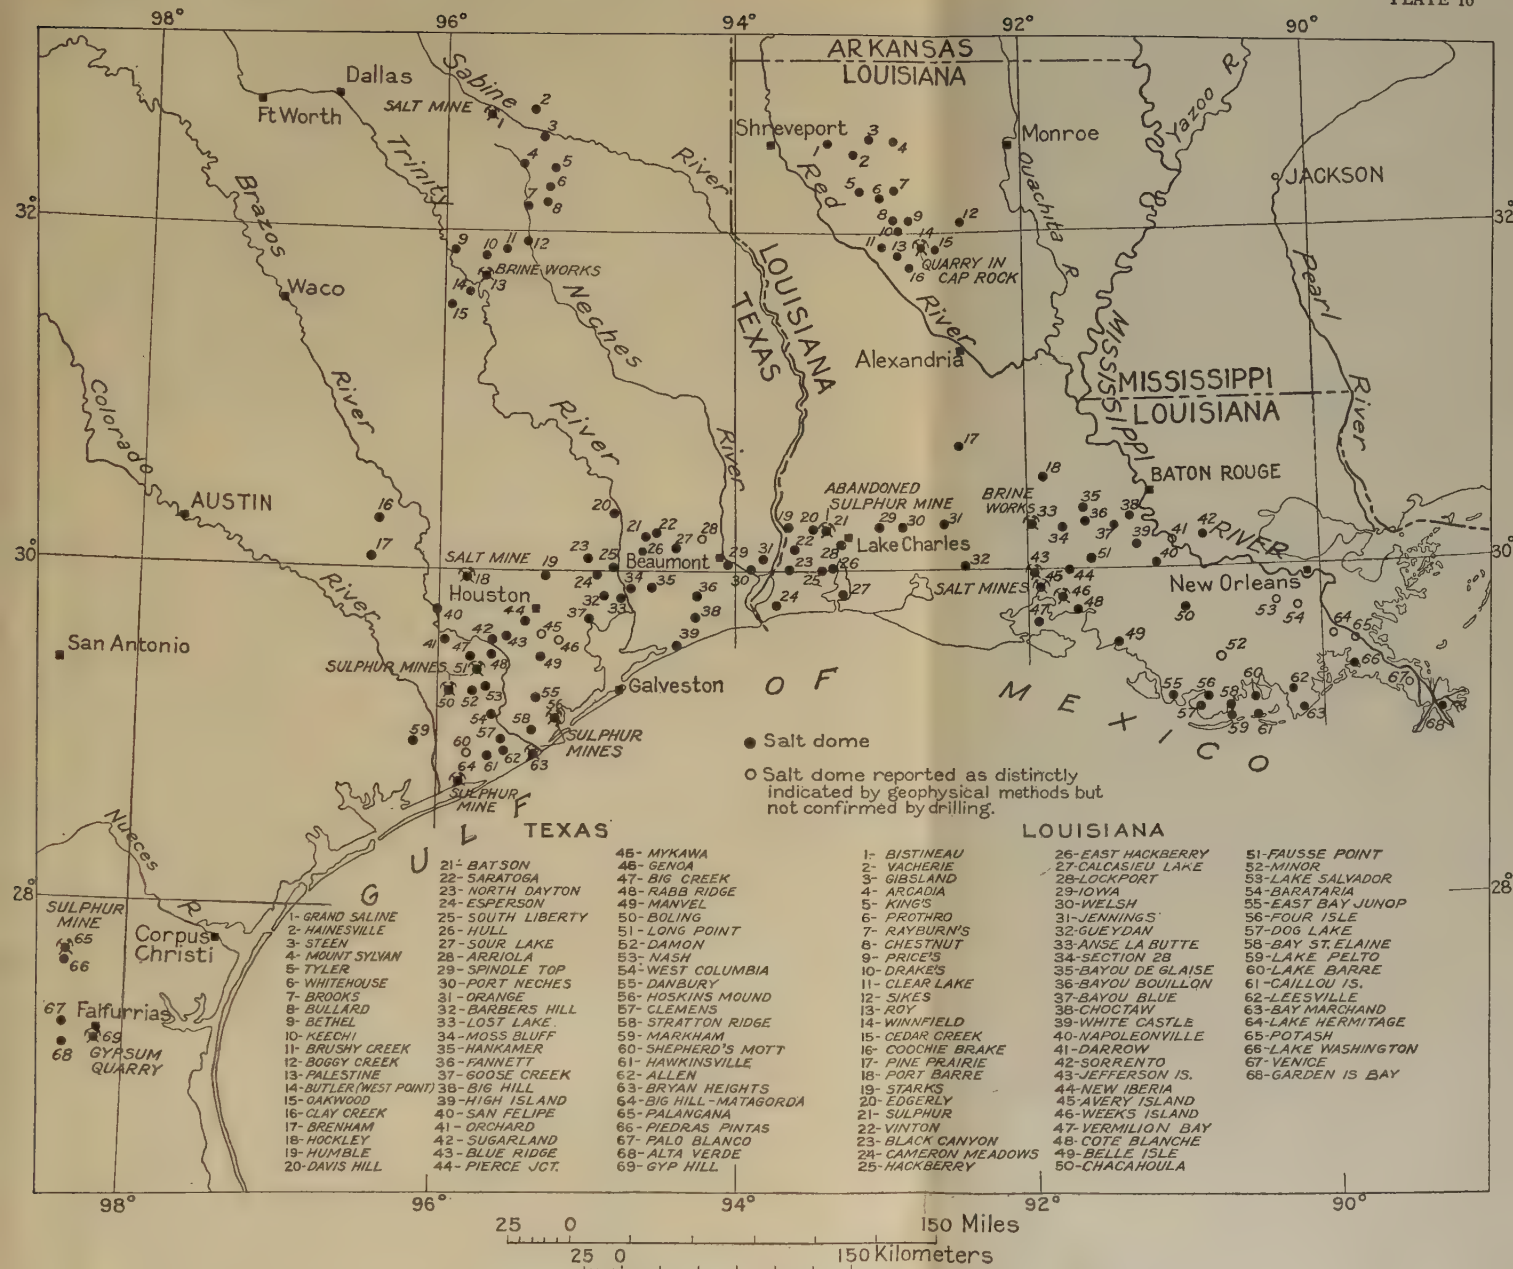 PLATE 10
98°
96°
94°
92°
90°
ARKANSAS
LOUISIANA
Dallas
Ft Worth
SALT MINE
Sabine
River
Shreveport
Monroe
Yazoo R
Trinity
Red
Ouachita R
JACKSON
32°
32°
Brazos
Waco
BRINE WORKS
Neches
LOUISIANA
TEXAS
QUARRY IN
CAP ROCK
River
Alexandria
Pearl
MISSISSIPPI
MISSISSIPPI
LOUISIANA
Colorado
River
River
River
River
AUSTIN
ABANDONED
SULPHUR MINE
BRINE
WORKS
BATON ROUGE
RIVER
30°
30°
SALT MINE
Houston
Beaumont
Lake Charles
SALT MINES
New Orleans
River
San Antonio
SULPHUR MINES
Galveston
SULPHUR
MINES
SULPHUR
MINE
GULF OF MEXICO
Salt dome
Salt dome reported as distinctly
indicated by geophysical methods but
not confirmed by drilling.
Nueces R
28°
28°
SULPHUR
MINE
65
66
Corpus
Christi
67
Falfurrias
68
69
GYPSUM
QUARRY
TEXAS
1- GRAND SALINE
2- HAINESVILLE
3- STEEN
4- MOUNT SYLVAN
5- TYLER
6- WHITEHOUSE
7- BROOKS
8- BULLARD
9- BETHEL
10- KEECHI
11- BRUSHY CREEK
12- BOGGY CREEK
13- PALESTINE
14- BUTLER (WEST POINT)
15- OAKWOOD
16- CLAY CREEK
17- BRENHAM
18- HOCKLEY
19- HUMBLE
20- DAVIS HILL
21- BATSON
22- SARATOGA
23- NORTH DAYTON
24- ESPERSON
25- SOUTH LIBERTY
26- HULL
27- SOUR LAKE
28- ARRIOLA
29- SPINDLE TOP
30- PORT NECHES
31- ORANGE
32- BARBERS HILL
33- LOST LAKE
34- MOSS BLUFF
35- HANKAMER
36- FANNETT
37- GOOSE CREEK
38- BIG HILL
39- HIGH ISLAND
40- SAN FELIPE
41- ORCHARD
42- SUGARLAND
43- BLUE RIDGE
44- PIERCE JCT.
45- MYKAWA
46- GENOA
47- BIG CREEK
48- RABB RIDGE
49- MANVEL
50- BOLING
51- LONG POINT
52- DAMON
53- NASH
54- WEST COLUMBIA
55- DANBURY
56- HOSKINS MOUND
57- CLEMENS
58- STRATTON RIDGE
59- MARKHAM
60- SHEPHERD'S MOTT
61- HAWKINSVILLE
62- ALLEN
63- BRYAN HEIGHTS
64- BIG HILL-MATAGORDA
65- PALANGANA
66- PIEDRAS PINTAS
67- PALO BLANCO
68- ALTA VERDE
69- GYP HILL
LOUISIANA
1- BISTINEAU
2- VACHERIE
3- GIBSLAND
4- ARCADIA
5- KING'S
6- PROTHRO
7- RAYBURN'S
8- CHESTNUT
9- PRICE'S
10- DRAKE'S
11- CLEAR LAKE
12- SIKES
13- ROY
14- WINNFIELD
15- CEDAR CREEK
16- COOCHIE BRAKE
17- PINE PRAIRIE
18- PORT BARRE
19- STARKS
20- EDGERLY
21- SULPHUR
22- VINTON
23- BLACK CANYON
24- CAMERON MEADOWS
25- HACKBERRY
26-EAST HACKBERRY
27-CALCASIEU LAKE
28-LOCKPORT
29-IOWA
30-WELSH
31-JENNINGS
32-GUEYDAN
33-ANSE LA BUTTE
34-SECTION 28
35-BAYOU DE GLAISE
36-BAYOU BOUILLON
37-BAYOU BLUE
38-CHOCTAW
39-WHITE CASTLE
40-NAPOLEONVILLE
41-DARROW
42-SORRENTO
43-JEFFERSON IS.
44-NEW IBERIA
45-AVERY ISLAND
46-WEEKS ISLAND
47-VERMILION BAY
48-COTE BLANCHE
49-BELLE ISLE
50-CHACAHOULA
51-FAUSSE POINT
52-MINOR
53-LAKE SALVADOR
54-BARATARIA
55-EAST BAY JUNOP
56-FOUR ISLE
57-DOG LAKE
58-BAY ST. ELAINE
59-LAKE PELTO
60-LAKE BARRE
61-CAILLOU IS.
62-LEESVILLE
63-BAY MARCHAND
64-LAKE HERMITAGE
65-POTASH
66-LAKE WASHINGTON
67-VENICE
68-GARDEN IS BAY
98°
96°
94°
92°
90°
25 0 150 Miles
25 0 150 Kilometers